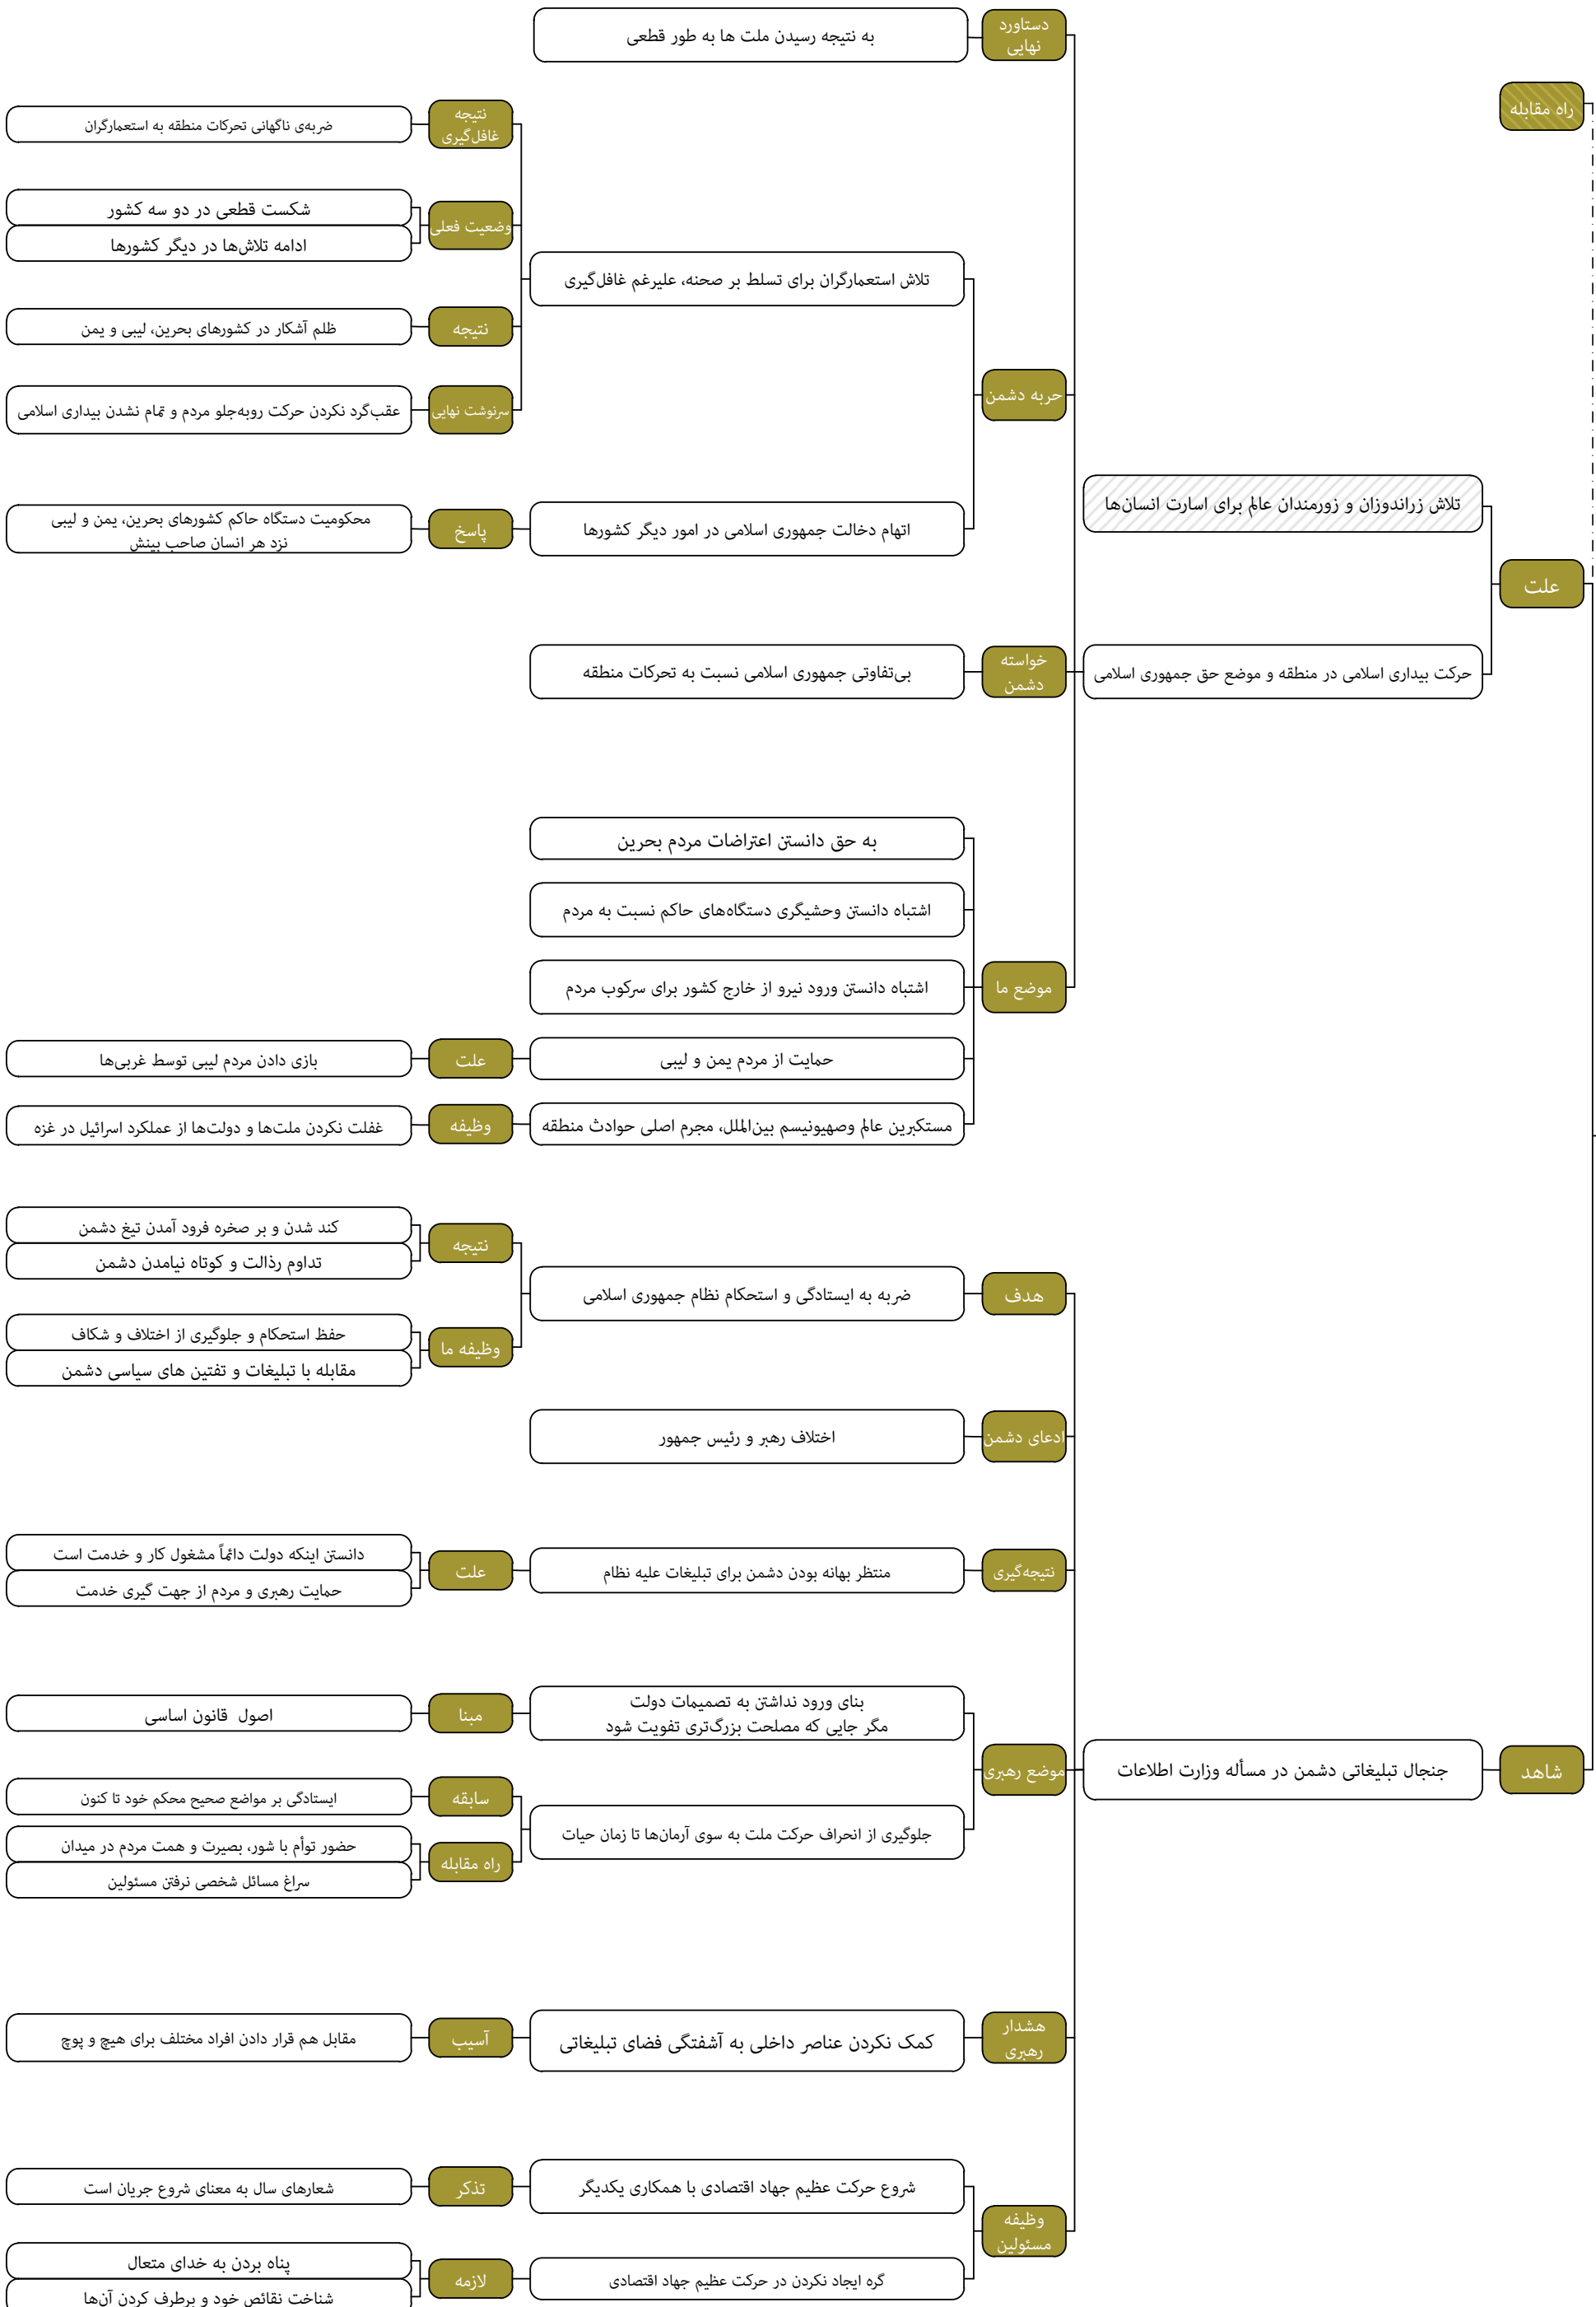 راه مقابله
علت
تلاش زراندوزان و زورمندان عالم برای اسارت انسان‌ها
حرکت بیداری اسلامی در منطقه و موضع حق جمهوری اسلامی
دستاورد
نهایی
به نتیجه رسیدن ملت ها به طور قطعی
حربه دشمن
تلاش استعمارگران برای تسلط بر صحنه، علیرغم غافل‌گیری
نتیجه
غافل‌گیری
ضربه‌ی ناگهانی تحرکات منطقه به استعمارگران
وضعیت فعلی
شکست قطعی در دو سه کشور
ادامه تلاش‌ها در دیگر کشورها
نتیجه
ظلم آشکار در کشورهای بحرین، لیبی و یمن
سرنوشت نهایی
عقب‌گرد نکردن حرکت روبه‌جلو مردم و تمام نشدن بیداری اسلامی
اتهام دخالت جمهوری اسلامی در امور دیگر کشورها
پاسخ
محکومیت دستگاه حاکم کشورهای بحرین، یمن و لیبی
نزد هر انسان صاحب بینش
خواسته
دشمن
بی‌تفاوتی جمهوری اسلامی نسبت به تحرکات منطقه
موضع ما
به حق دانستن اعتراضات مردم بحرین
اشتباه دانستن وحشیگری دستگاه‌های حاکم نسبت به مردم
اشتباه دانستن ورود نیرو از خارج کشور برای سرکوب مردم
حمایت از مردم یمن و لیبی
علت
بازی دادن مردم لیبی توسط غربی‌ها
مستکبرین عالم وصهیونیسم بین‌الملل، مجرم اصلی حوادث منطقه
وظیفه
غفلت نکردن ملت‌ها و دولت‌ها از عملکرد اسرائیل در غزه
شاهد
جنجال تبلیغاتی دشمن در مسأله وزارت اطلاعات
هدف
ضربه به ایستادگی و استحکام نظام جمهوری اسلامی
نتیجه
کند شدن و بر صخره فرود آمدن تیغ دشمن
تداوم رذالت و کوتاه نیامدن دشمن
وظیفه ما
حفظ استحکام و جلوگیری از اختلاف و شکاف
مقابله با تبلیغات و تفتین های سیاسی دشمن
ادعای دشمن
اختلاف رهبر و رئیس جمهور
نتیجه‌گیری
منتظر بهانه بودن دشمن برای تبلیغات علیه نظام
علت
دانستن اینکه دولت دائماً مشغول کار و خدمت است
حمایت رهبری و مردم از جهت گیری خدمت
موضع رهبری
بنای ورود نداشتن به تصمیمات دولت
مگر جایی که مصلحت بزرگ‌تری تفویت شود
مبنا
اصول قانون اساسی
جلوگیری از انحراف حرکت ملت به سوی آرمان‌ها تا زمان حیات
سابقه
ایستادگی بر مواضع صحیح محکم خود تا کنون
راه مقابله
حضور توأم با شور، بصیرت و همت مردم در میدان
سراغ مسائل شخصی نرفتن مسئولین
هشدار
رهبری
کمک نکردن عناصر داخلی به آشفتگی فضای تبلیغاتی
آسیب
مقابل هم قرار دادن افراد مختلف برای هیچ و پوچ
وظیفه
مسئولین
شروع حرکت عظیم جهاد اقتصادی با همکاری یکدیگر
تذکر
شعارهای سال به معنای شروع جریان است
گره ایجاد نکردن در حرکت عظیم جهاد اقتصادی
لازمه
پناه بردن به خدای متعال
شناخت نقائص خود و برطرف کردن آن‌ها